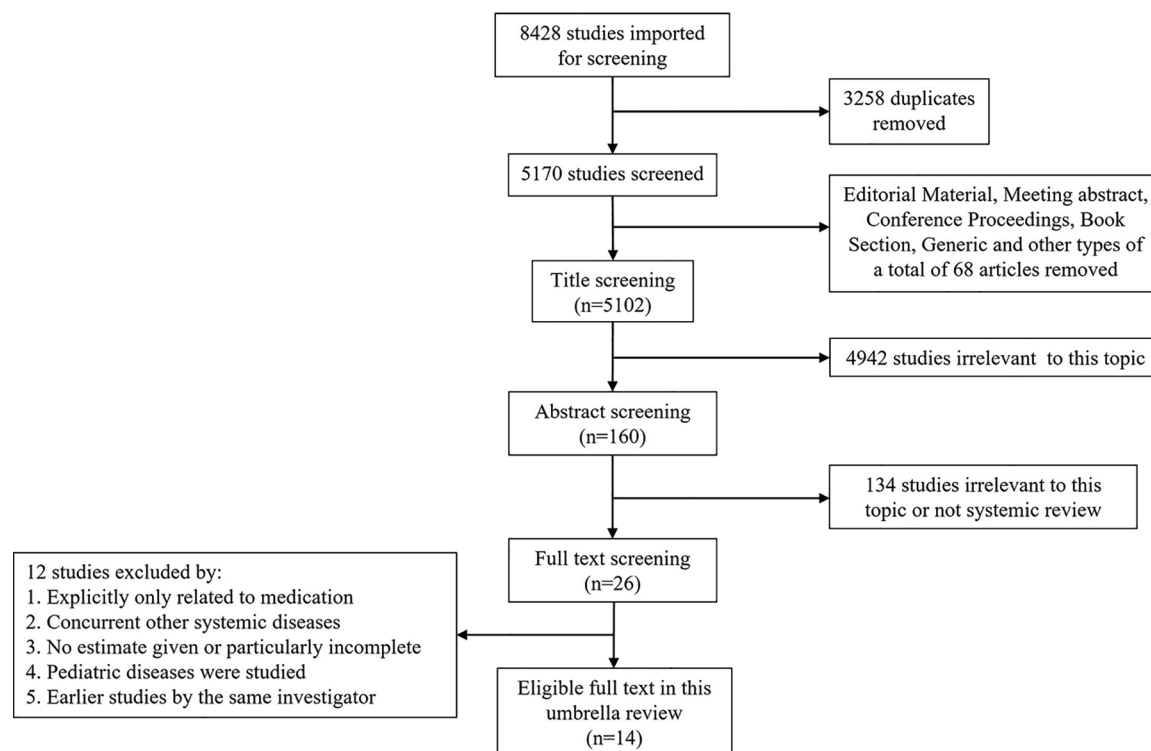 8428 studies imported
for screening
3258 duplicates
removed
5170 studies screened
Editorial Material, Meeting abstract,
Conference Proceedings, Book
Section, Generic and other types of
a total of 68 articles removed
Title screening
(n=5102)
4942 studies irrelevant to this topic
Abstract screening
(n=160)
134 studies irrelevant to this
topic or not systemic review
Full text screening
(n=26)
12 studies excluded by:
1. Explicitly only related to medication
2. Concurrent other systemic diseases
3. No estimate given or particularly incomplete
4. Pediatric diseases were studied
5. Earlier studies by the same investigator
Eligible full text in this
umbrella review
(n=14)